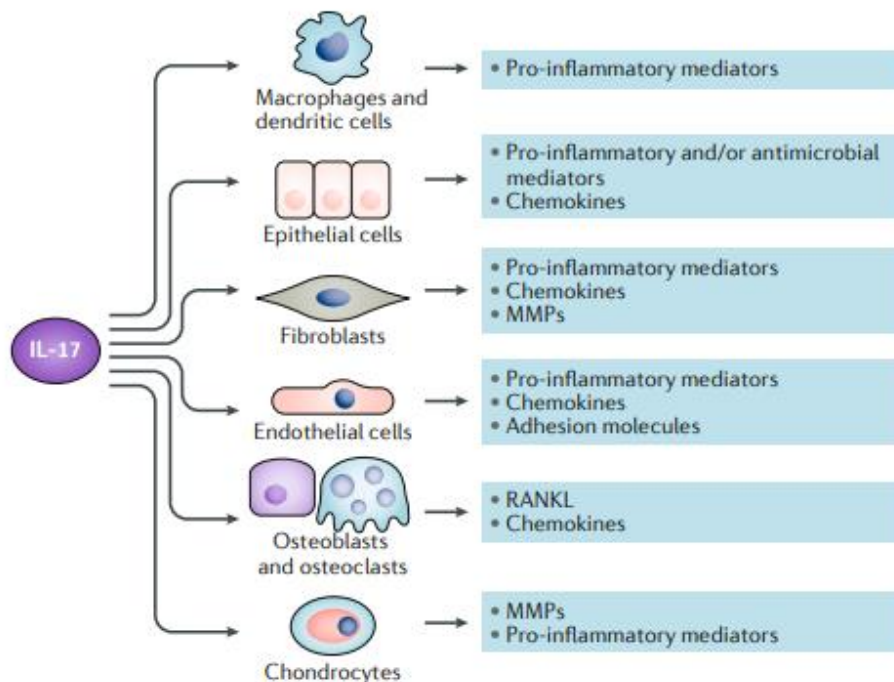 IL-17
Macrophages and
dendritic cells
• Pro-inflammatory mediators
Epithelial cells
• Pro-inflammatory and/or antimicrobial
mediators
• Chemokines
Fibroblasts
• Pro-inflammatory mediators
• Chemokines
• MMPs
Endothelial cells
• Pro-inflammatory mediators
• Chemokines
• Adhesion molecules
Osteoblasts
and osteoclasts
• RANKL
• Chemokines
Chondrocytes
• MMPs
• Pro-inflammatory mediators